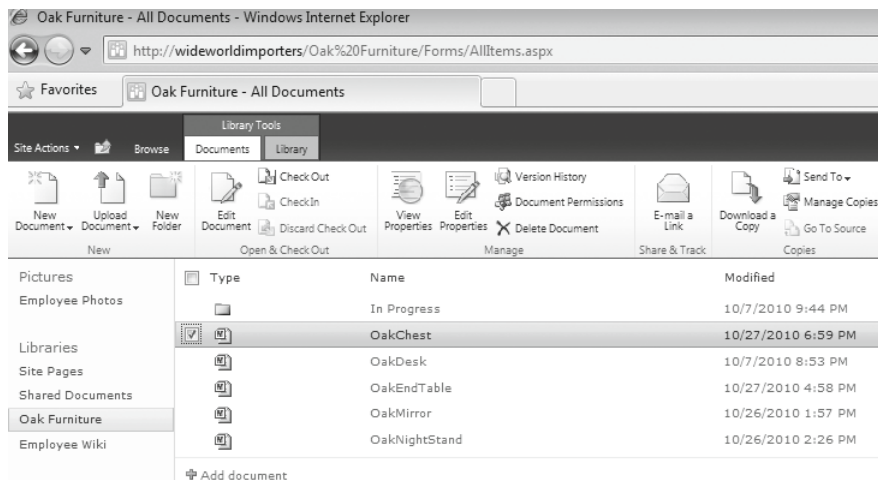 Oak Furniture - All Documents - Windows Internet Explorer
http://wideworldimporters/Oak%20Furniture/Forms/AllItems.aspx
Favorites Oak Furniture - All Documents
Library Tools
Site Actions Browse Documents Library
New Document Upload Document New Folder
New
Edit Document Check Out Check In Discard Check Out
Open & Check Out
View Properties Edit Properties Version History Document Permissions Delete Document
Manage
E-mail a Link
Share & Track
Download a Copy Send To Manage Copies Go To Source
Copies
Pictures
Employee Photos
Libraries
Site Pages
Shared Documents
Oak Furniture
Employee Wiki
Type Name Modified
In Progress 10/7/2010 9:44 PM
OakChest 10/27/2010 6:59 PM
OakDesk 10/7/2010 8:53 PM
OakEndTable 10/27/2010 4:58 PM
OakMirror 10/26/2010 1:57 PM
OakNightStand 10/26/2010 2:26 PM
Add document